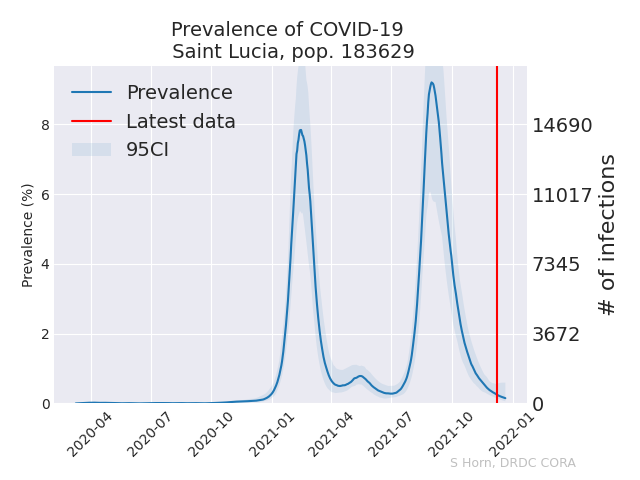 Prevalence of COVID-19
Saint Lucia, pop. 183629
Prevalence
Latest data
95CI
Prevalence (%)
8
6
4
2
0
14690
11017
7345
3672
0
# of infections
2020-04
2020-07
2020-10
2021-01
2021-04
2021-07
2021-10
2022-01
S Horn, DRDC CORA